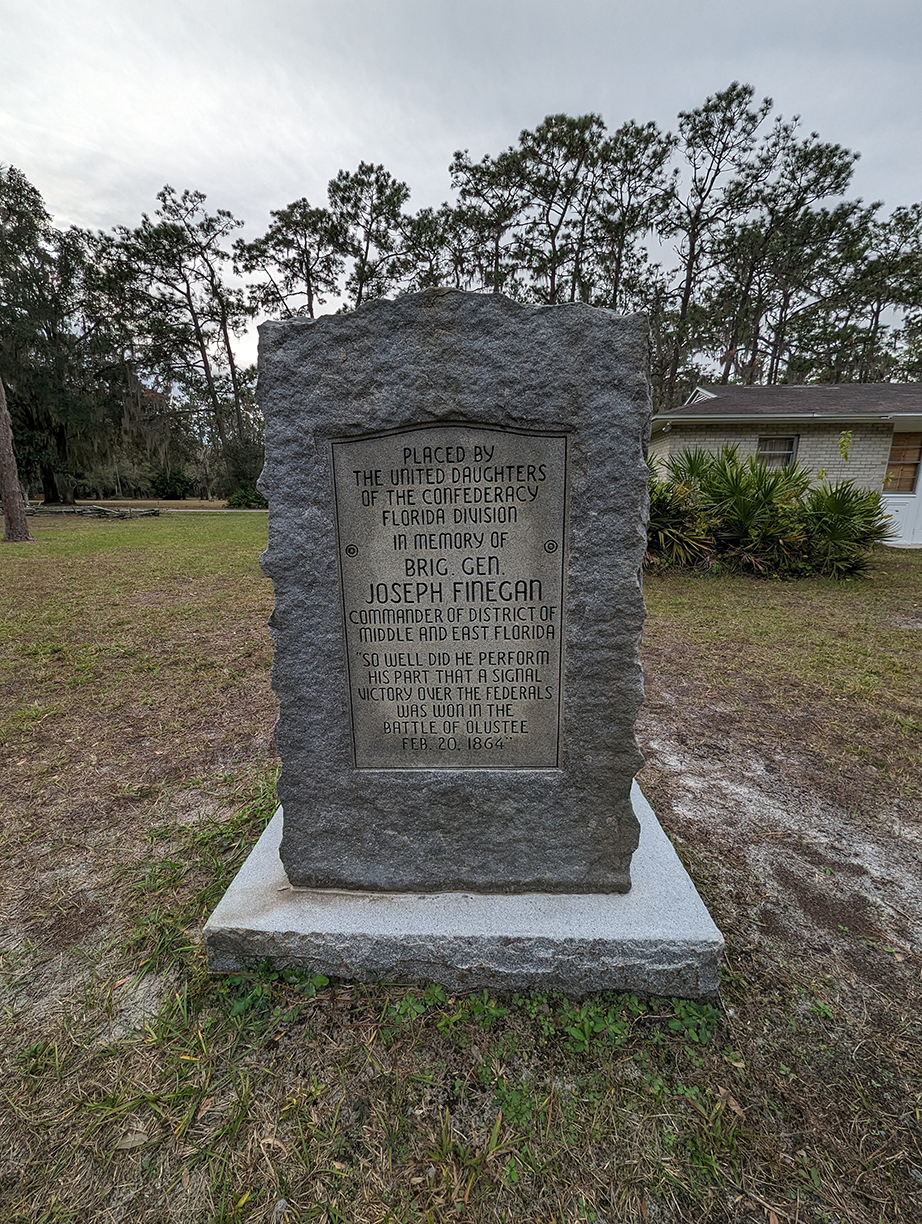 PLACED BY
THE UNITED DAUGHTERS
OF THE CONFEDERACY
FLORIDA DIVISION
IN MEMORY OF
BRIG. GEN.
JOSEPH FINEGAN
COMMANDER OF DISTRICT OF
MIDDLE AND EAST FLORIDA
"SO WELL DID HE PERFORM
HIS PART THAT A SIGNAL
VICTORY OVER THE FEDERALS
WAS WON IN THE
BATTLE OF OLUSTEE
FEB. 20, 1864"